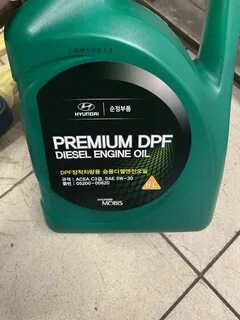 HYUNDAI 순정부품
PREMIUM DPF
DIESEL ENGINE OIL
DPF장착차량용 승용디젤엔진오일
규격 : ACEA C3급, SAE 5W-30
품번 : 05200-00620
6L
HYUNDAI
MOBIS